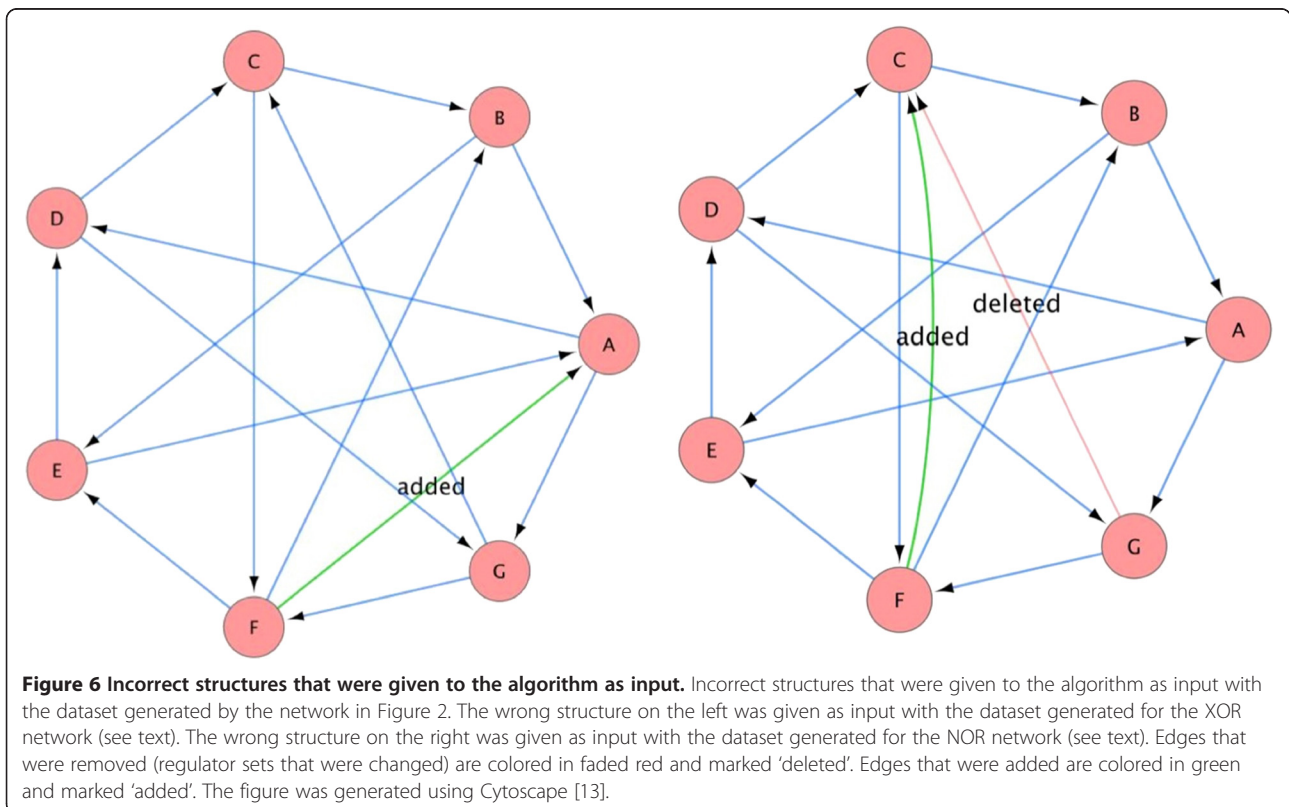 C
B
D
A
added
E
G
F
C
B
D
A
deleted
added
E
G
F
Figure 6 Incorrect structures that were given to the algorithm as input. Incorrect structures that were given to the algorithm as input with
the dataset generated by the network in Figure 2. The wrong structure on the left was given as input with the dataset generated for the XOR
network (see text). The wrong structure on the right was given as input with the dataset generated for the NOR network (see text). Edges that
were removed (regulator sets that were changed) are colored in faded red and marked ‘deleted’. Edges that were added are colored in green
and marked ‘added’. The figure was generated using Cytoscape [13].